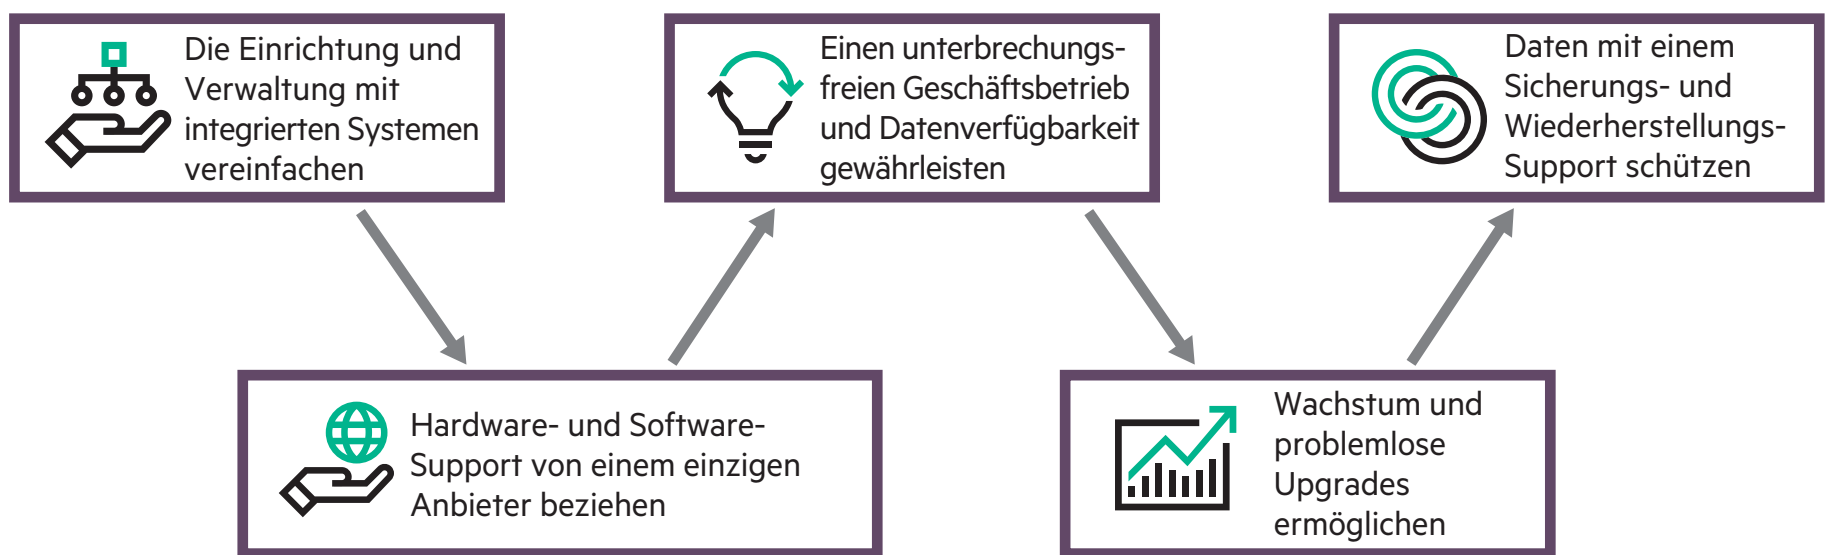 Die Einrichtung und
Verwaltung mit
integrierten Systemen
vereinfachen
Hardware- und Software-
Support von einem einzigen
Anbieter beziehen
Einen unterbrechungs-
freien Geschäftsbetrieb
und Datenverfügbarkeit
gewährleisten
Wachstum und
problemlose
Upgrades
ermöglichen
Daten mit einem
Sicherungs- und
Wiederherstellungs-
Support schützen